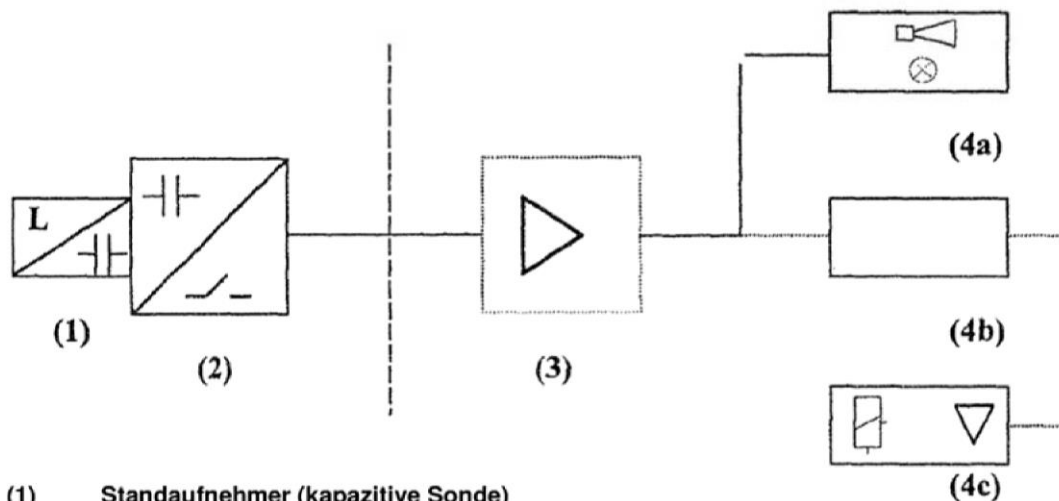 (4a)
L
(1)
(2)
(3)
(4b)
(4c)
(1) Standaufnehmer (kapazitive Sonde)